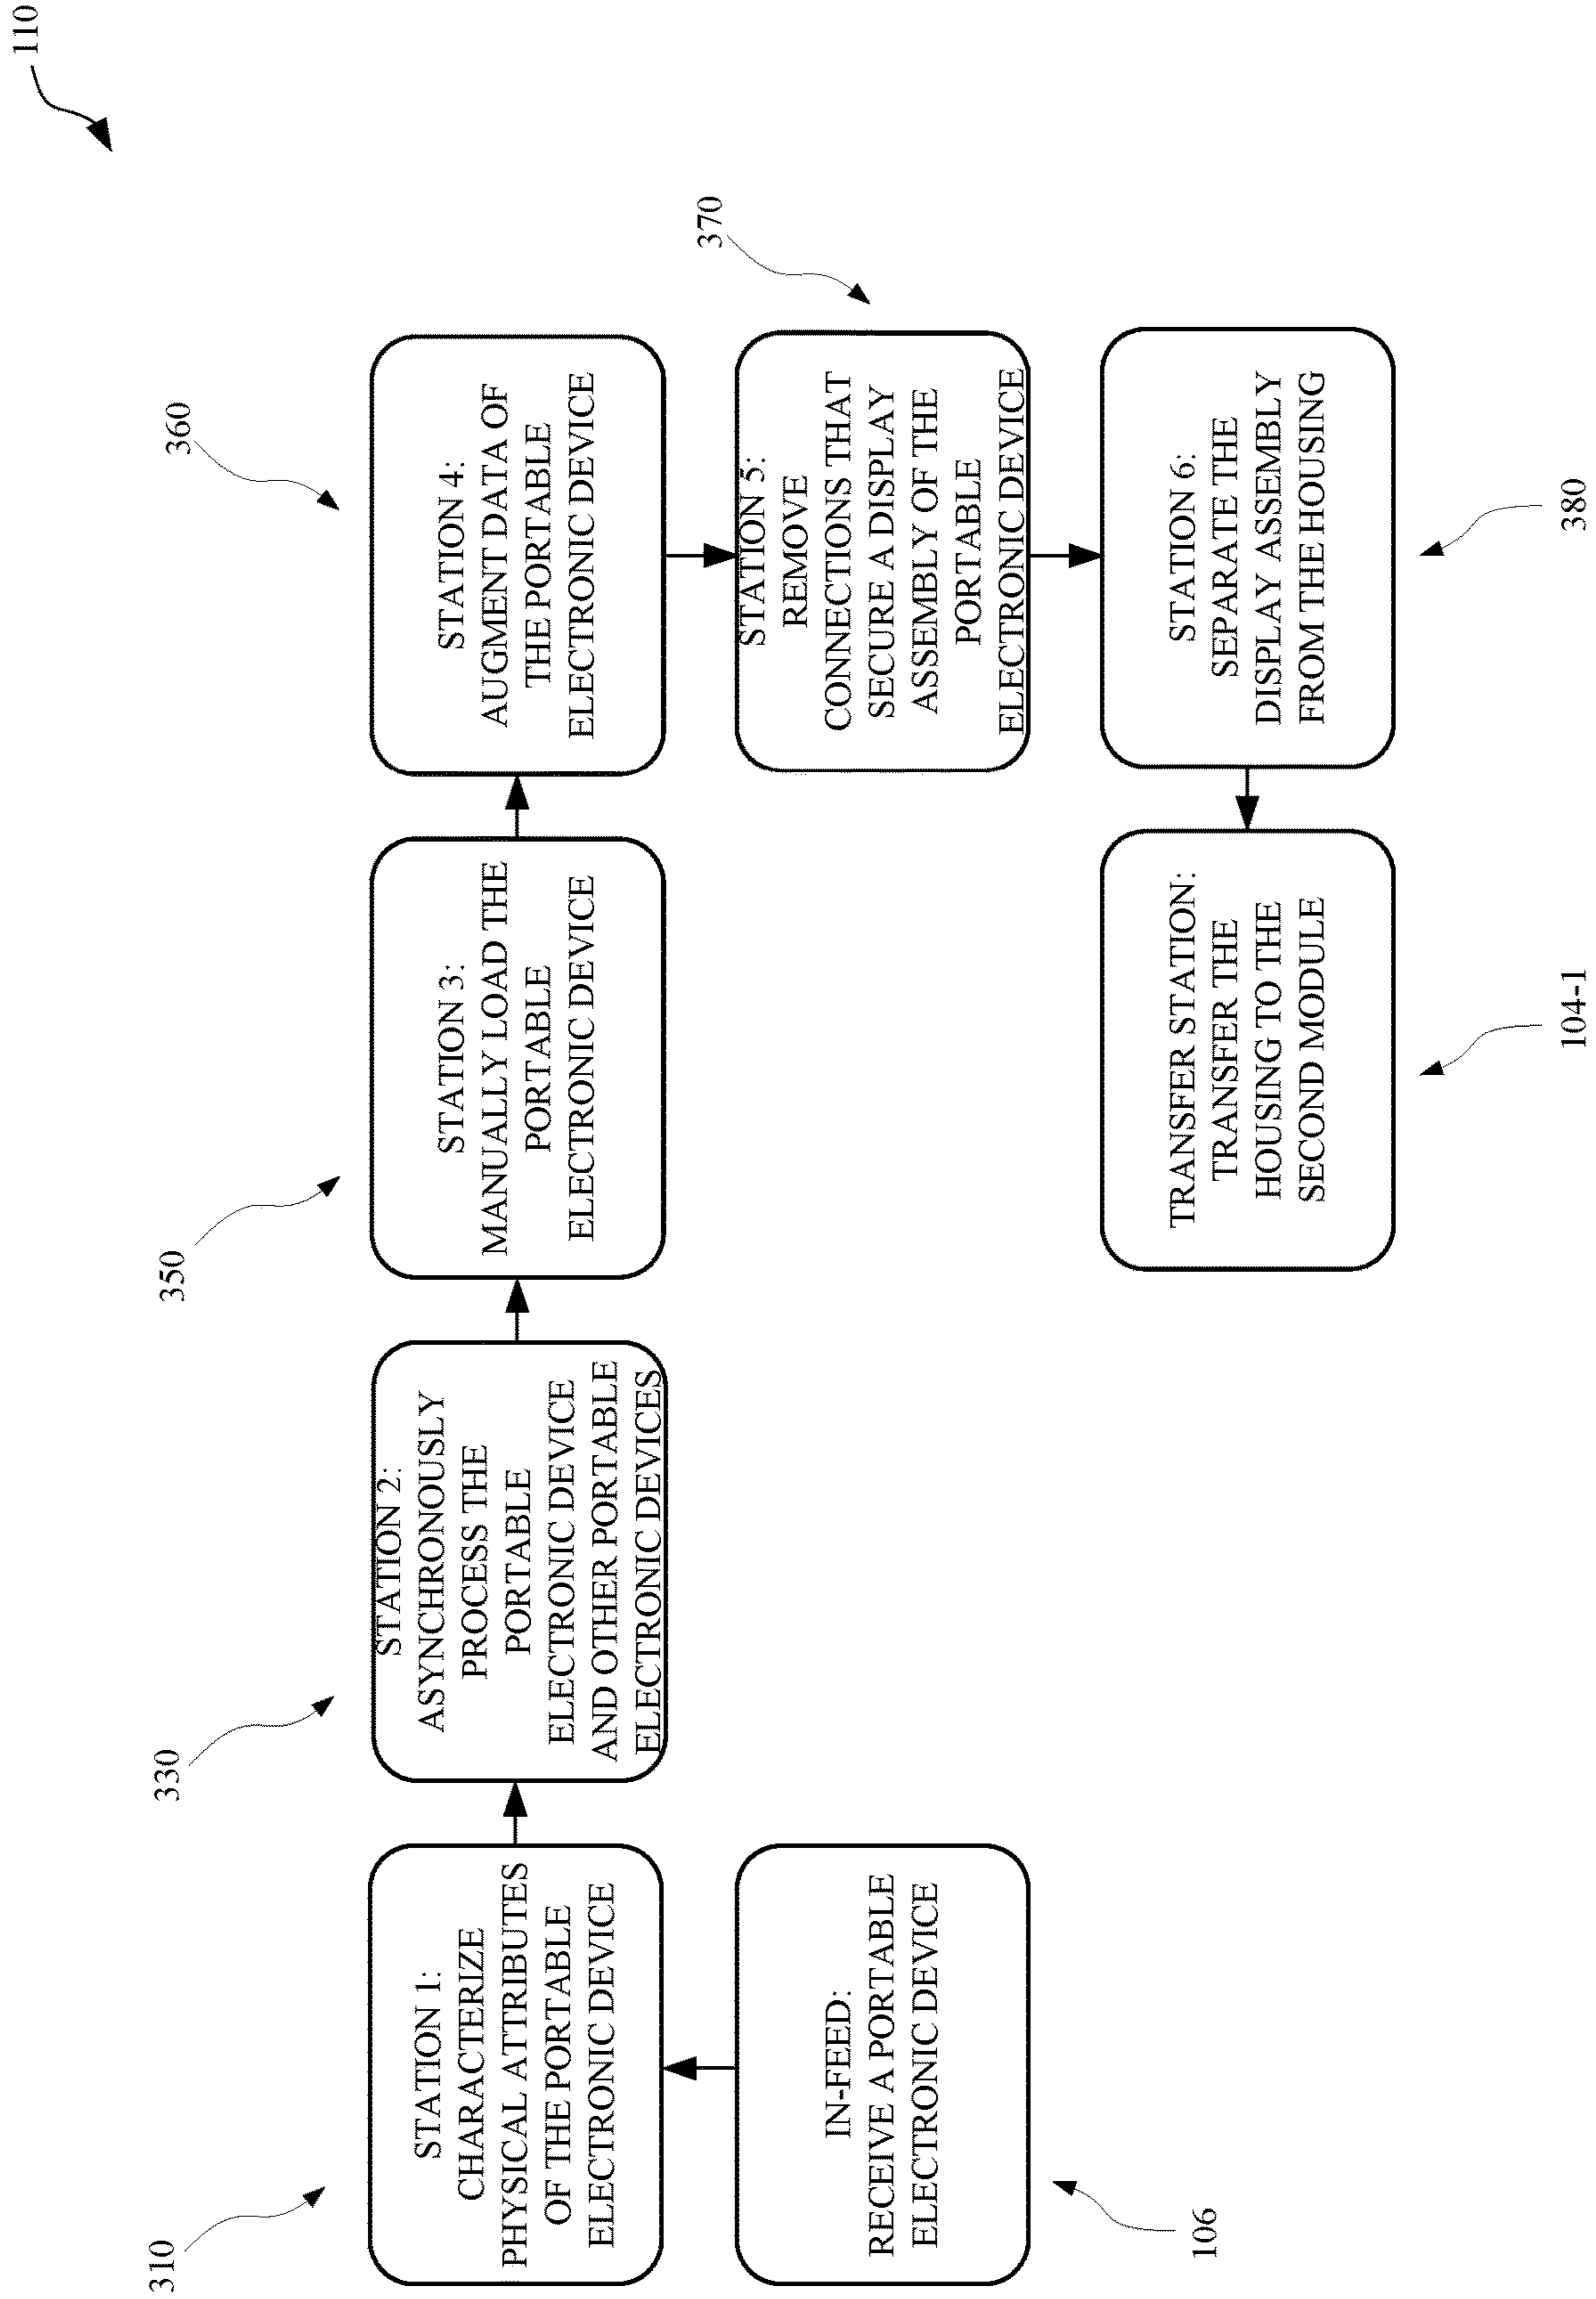 110
310
STATION 1:
CHARACTERIZE
PHYSICAL ATTRIBUTES
OF THE PORTABLE
ELECTRONIC DEVICE
330
STATION 2:
ASYNCHRONOUSLY
PROCESS THE
PORTABLE
ELECTRONIC DEVICE
AND OTHER PORTABLE
ELECTRONIC DEVICES
350
STATION 3:
MANUALLY LOAD THE
PORTABLE
ELECTRONIC DEVICE
360
STATION 4:
AUGMENT DATA OF
THE PORTABLE
ELECTRONIC DEVICE
106
IN-FEED:
RECEIVE A PORTABLE
ELECTRONIC DEVICE
370
STATION 5:
REMOVE
CONNECTIONS THAT
SECURE A DISPLAY
ASSEMBLY OF THE
PORTABLE
ELECTRONIC DEVICE
TRANSFER STATION:
TRANSFER THE
HOUSING TO THE
SECOND MODULE
104-1
STATION 6:
SEPARATE THE
DISPLAY ASSEMBLY
FROM THE HOUSING
380